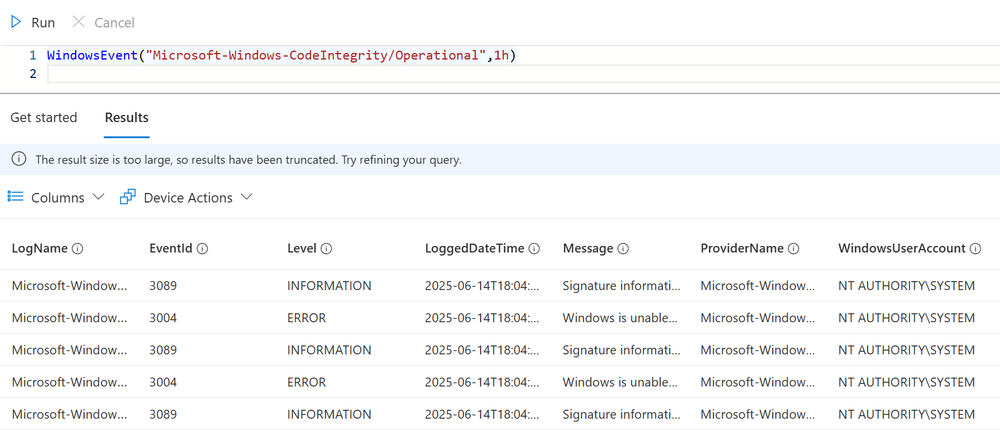 Run Cancel
1 WindowsEvent("Microsoft-Windows-CodeIntegrity/Operational",1h)
2
Get started Results
The result size is too large, so results have been truncated. Try refining your query.
Columns Device Actions
LogName EventId Level LoggedDateTime Message ProviderName WindowsUserAccount
Microsoft-Window... 3089 INFORMATION 2025-06-14T18:04:... Signature informati... Microsoft-Window... NT AUTHORITY\SYSTEM
Microsoft-Window... 3004 ERROR 2025-06-14T18:04:... Windows is unable... Microsoft-Window... NT AUTHORITY\SYSTEM
Microsoft-Window... 3089 INFORMATION 2025-06-14T18:04:... Signature informati... Microsoft-Window... NT AUTHORITY\SYSTEM
Microsoft-Window... 3004 ERROR 2025-06-14T18:04:... Windows is unable... Microsoft-Window... NT AUTHORITY\SYSTEM
Microsoft-Window... 3089 INFORMATION 2025-06-14T18:04:... Signature informati... Microsoft-Window... NT AUTHORITY\SYSTEM